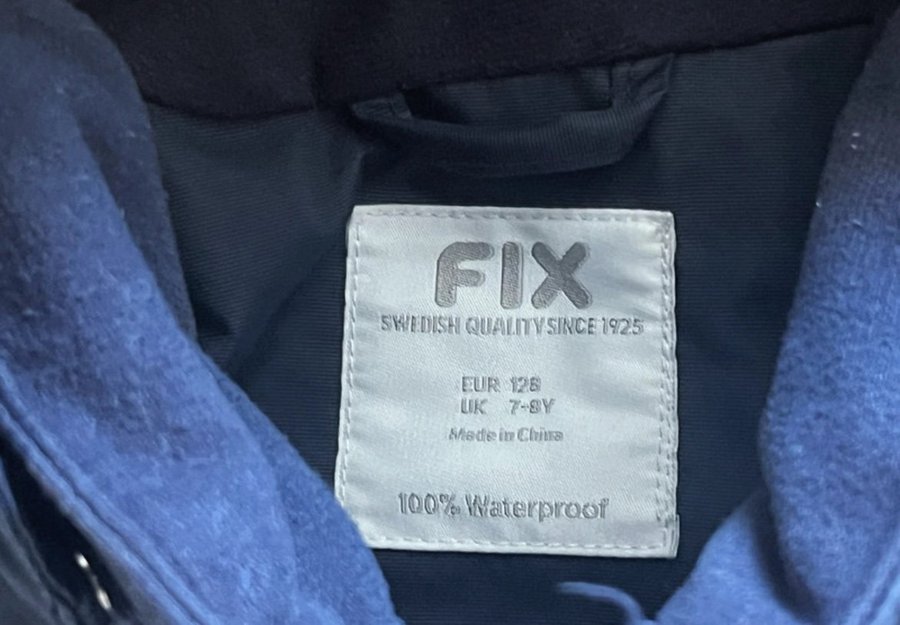 FIX
SWEDISH QUALITY SINCE 1925
EUR 128
UK 7-8Y
Made in China
100% Waterproof